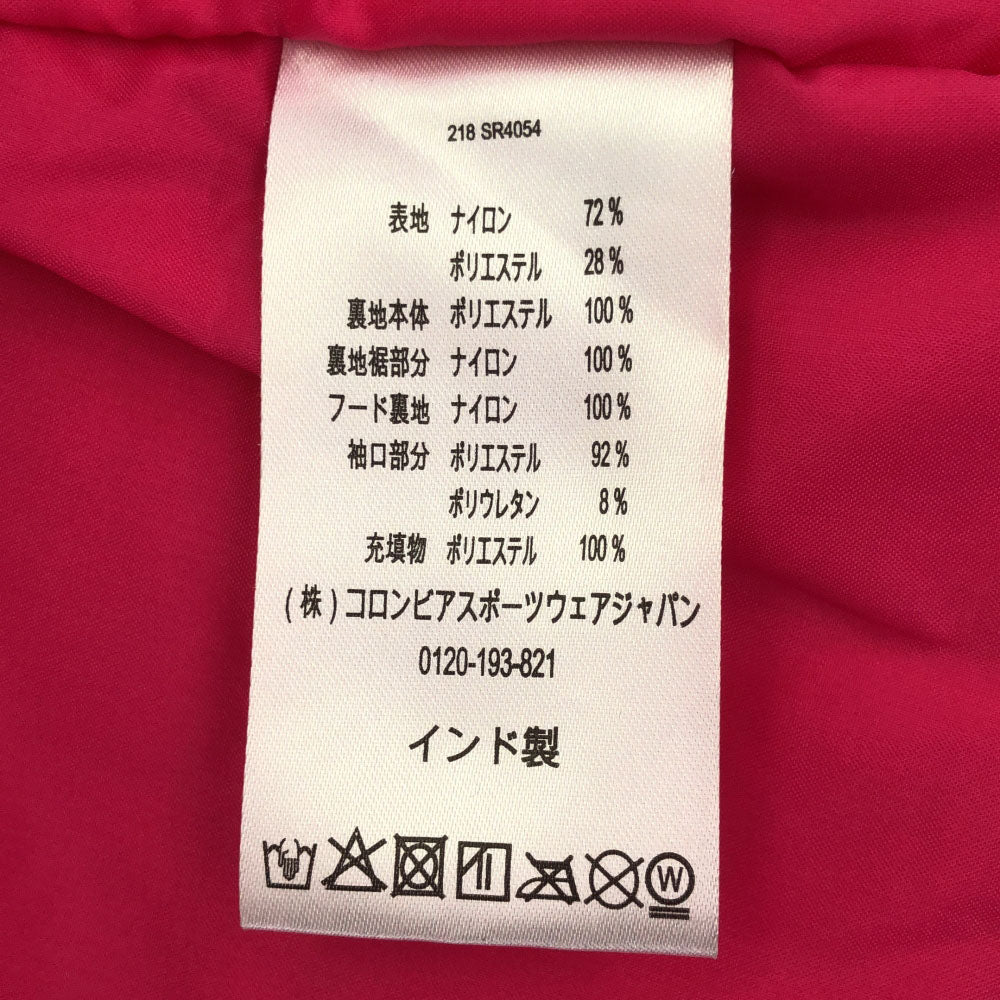 218 SR4054
表地 ナイロン 72%
ポリエステル 28%
裏地本体 ポリエステル 100%
裏地裾部分 ナイロン 100%
フード裏地 ナイロン 100%
袖口部分 ポリエステル 92%
ポリウレタン 8%
充填物 ポリエステル 100%
(株)コロンビアスポーツウェアジャパン
0120-193-821
インド製
W